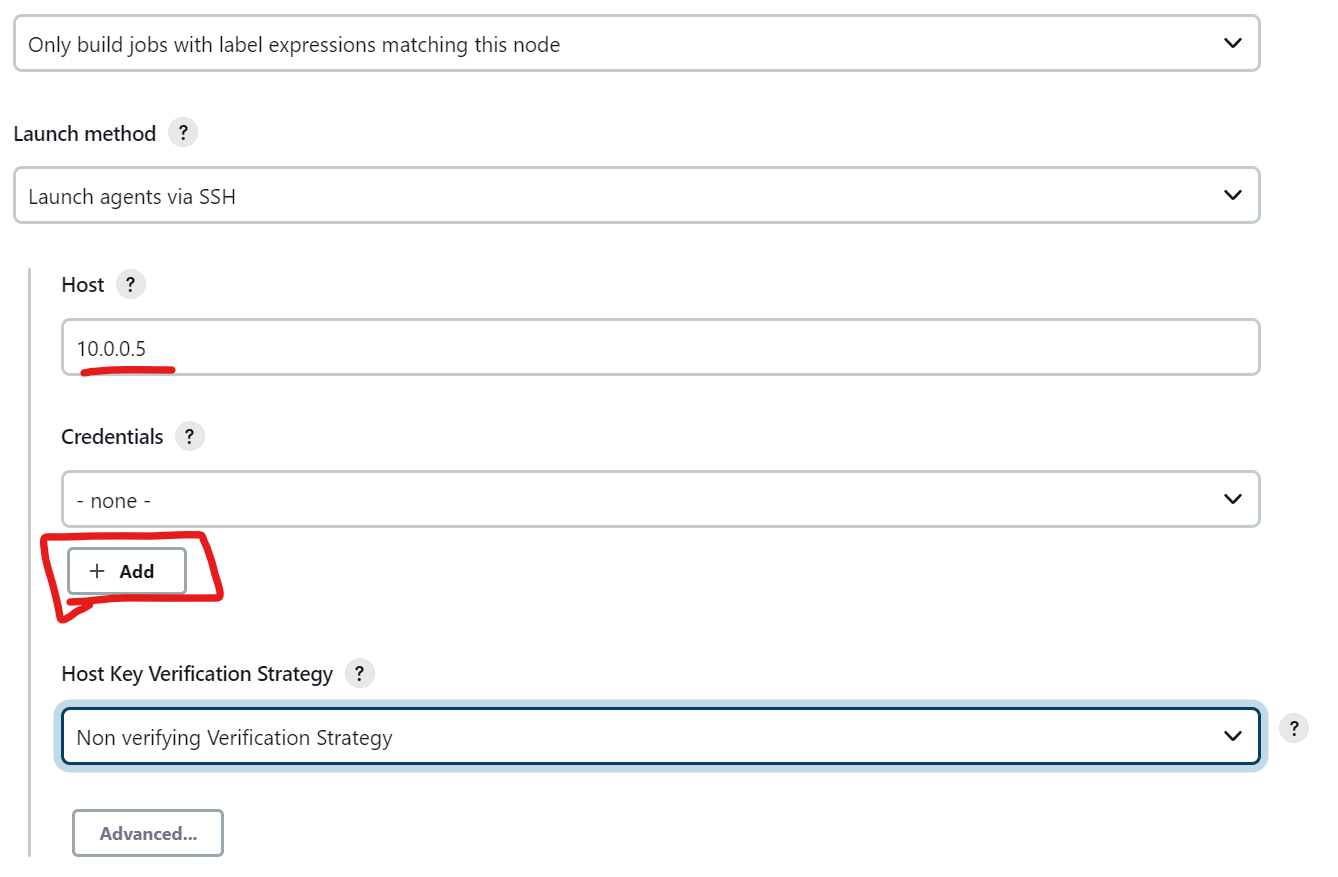 Only build jobs with label expressions matching this node
Launch method ?
Launch agents via SSH
Host ?
10.0.0.5
Credentials ?
- none -
+ Add
Host Key Verification Strategy ?
Non verifying Verification Strategy
?
Advanced...